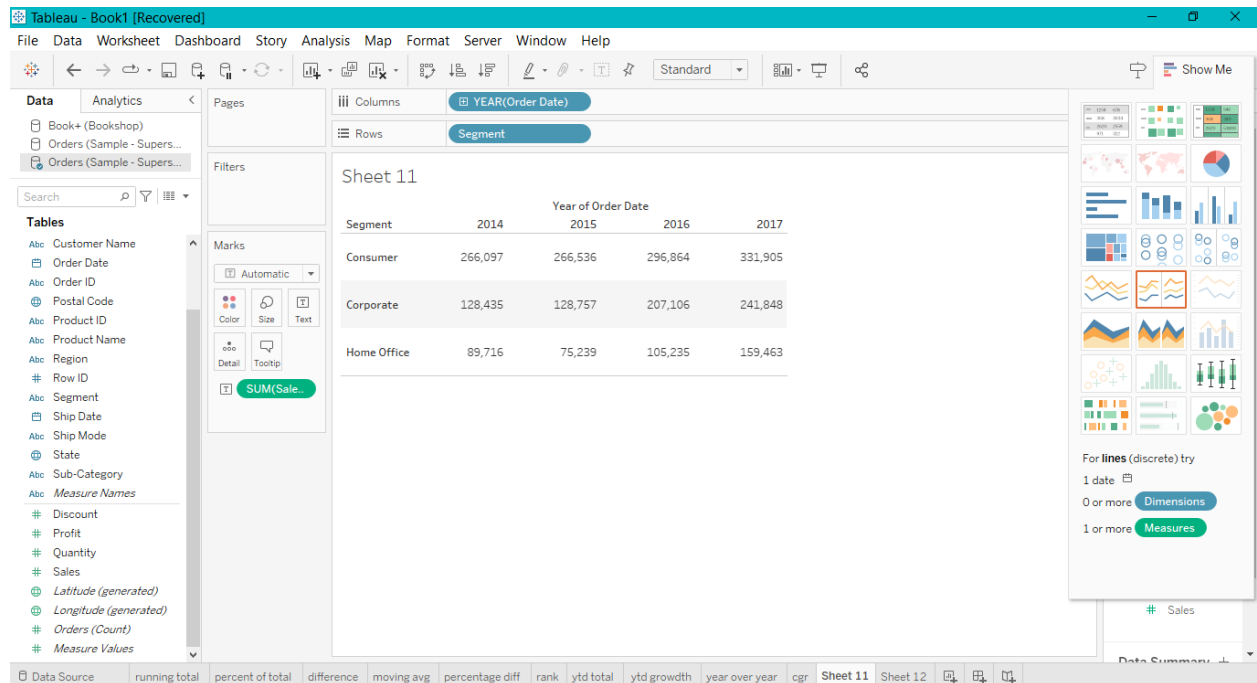 Tableau - Book1 [Recovered]
File Data Worksheet Dashboard Story Analysis Map Format Server Window Help
Standard
Show Me
Data Analytics
Book+ (Bookshop)
Orders (Sample - Supers...
Orders (Sample - Supers...
Search
Tables
Abc Customer Name
Order Date
Abc Order ID
Postal Code
Abc Product ID
Abc Product Name
Abc Region
# Row ID
Abc Segment
Ship Date
Abc Ship Mode
State
Abc Sub-Category
Abc Measure Names
# Discount
# Profit
# Quantity
# Sales
Latitude (generated)
Longitude (generated)
# Orders (Count)
# Measure Values
Pages
Filters
Marks
Automatic
Color Size Text
Detail Tooltip
SUM(Sale..
Columns YEAR(Order Date)
Rows Segment
Sheet 11
Year of Order Date
Segment 2014 2015 2016 2017
Consumer 266,097 266,536 296,864 331,905
Corporate 128,435 128,757 207,106 241,848
Home Office 89,716 75,239 105,235 159,463
For lines (discrete) try
1 date
0 or more Dimensions
1 or more Measures
# Sales
Data Summary
Data Source running total percent of total difference moving avg percentage diff rank ytd total ytd growdth year over year cgr Sheet 11 Sheet 12